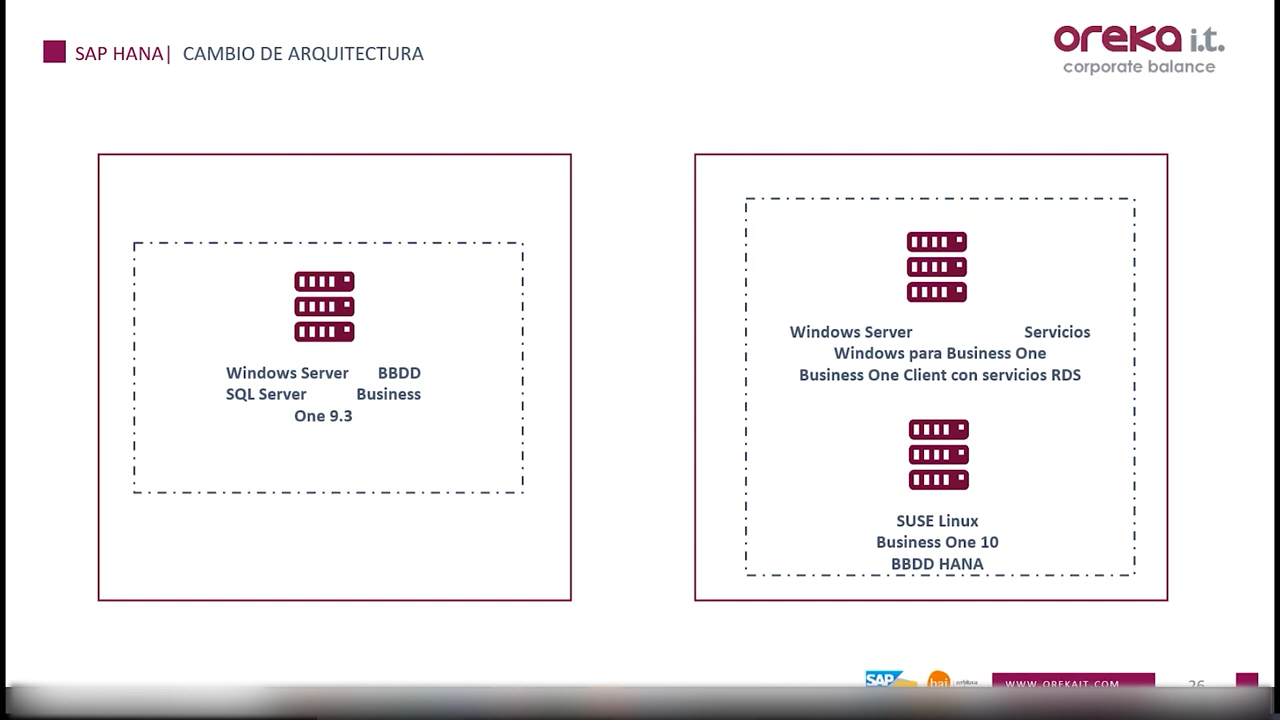 SAP HANA| CAMBIO DE ARQUITECTURA
oreka i.t.
corporate balance
Windows Server BBDD
SQL Server Business
One 9.3
Windows Server Servicios
Windows para Business One
Business One Client con servicios RDS
SUSE Linux
Business One 10
BBDD HANA
SAP
bai
WWW.OREKAIT.COM
26